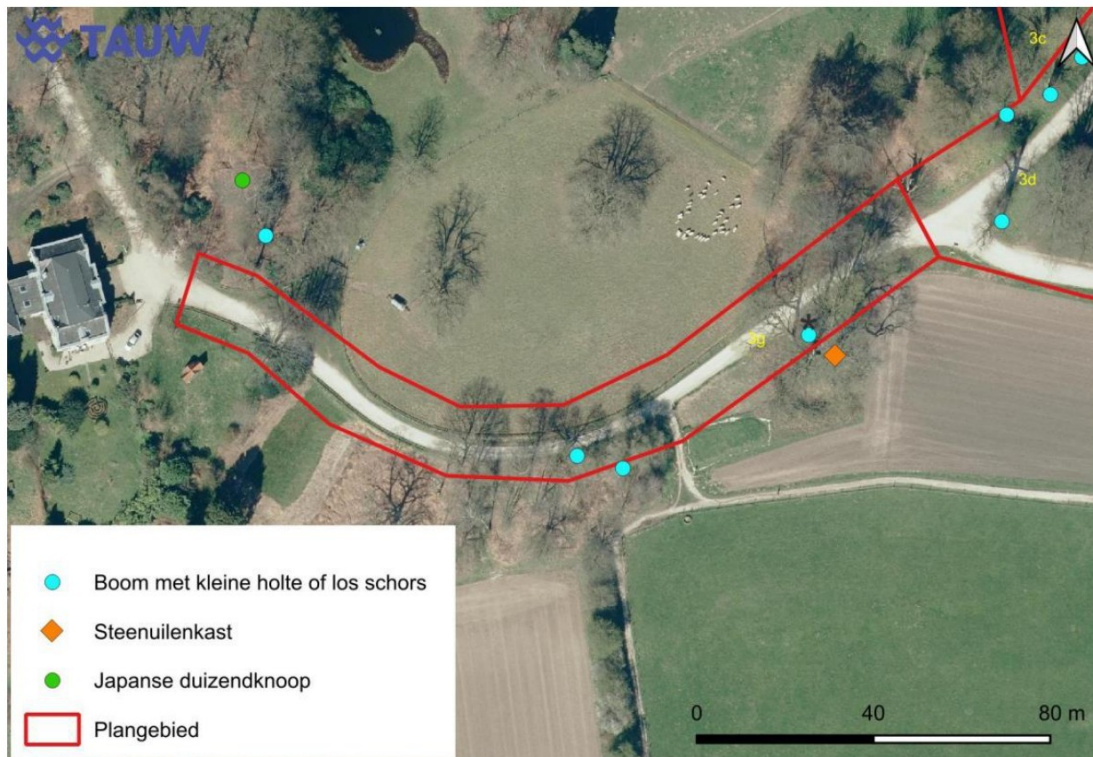 TAUW
3c
3d
3g
Boom met kleine holte of los schors
Steenuilenkast
Japanse duizendknoop
Plangebied
0 40 80 m